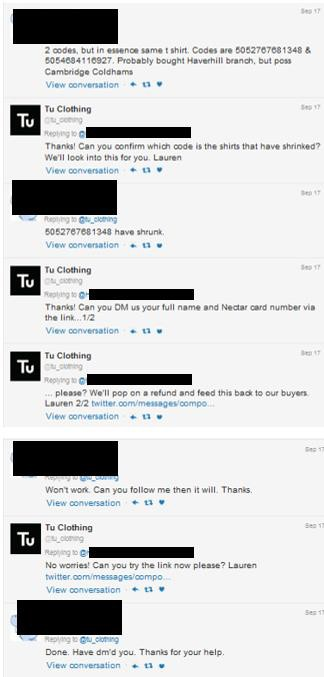 Sep 17
2 codes, but in essence same t shirt. Codes are 5052767681348 &
5054684116927. Probably bought Haverhill branch, but poss
Cambridge Coldhams
View conversation
Sep 17
Tu
Tu Clothing
@tu_clothing
Replying to @
Thanks! Can you confirm which code is the shirts that have shrinked?
We'll look into this for you. Lauren
View conversation
Sep 17
Replying to @tu_clothing
5052767681348 have shrunk.
View conversation
Sep 17
Tu
Tu Clothing
@tu_clothing
Replying to @
Thanks! Can you DM us your full name and Nectar card number via
the link...1/2
View conversation
Sep 17
Tu
Tu Clothing
@tu_clothing
Replying to @
... please? We'll pop on a refund and feed this back to our buyers.
Lauren 2/2 twitter.com/messages/compo...
View conversation
Sep 17
Replying to @tu_clothing
Won't work. Can you follow me then it will. Thanks.
View conversation
Sep 17
Tu
Tu Clothing
@tu_clothing
Replying to @
No worries! Can you try the link now please? Lauren
twitter.com/messages/compo...
View conversation
Sep 17
Replying to @tu_clothing
Done. Have dm'd you. Thanks for your help.
View conversation